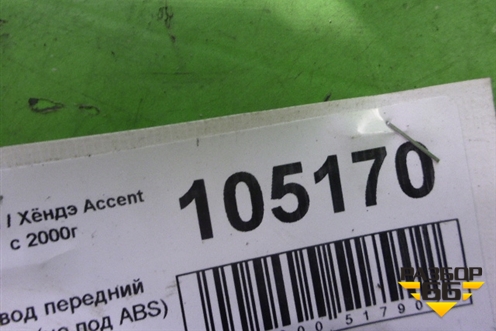 / Хёндэ Accent
с 2000г
105170
вод передний
под ABS)
51790
РАЗБОР
66